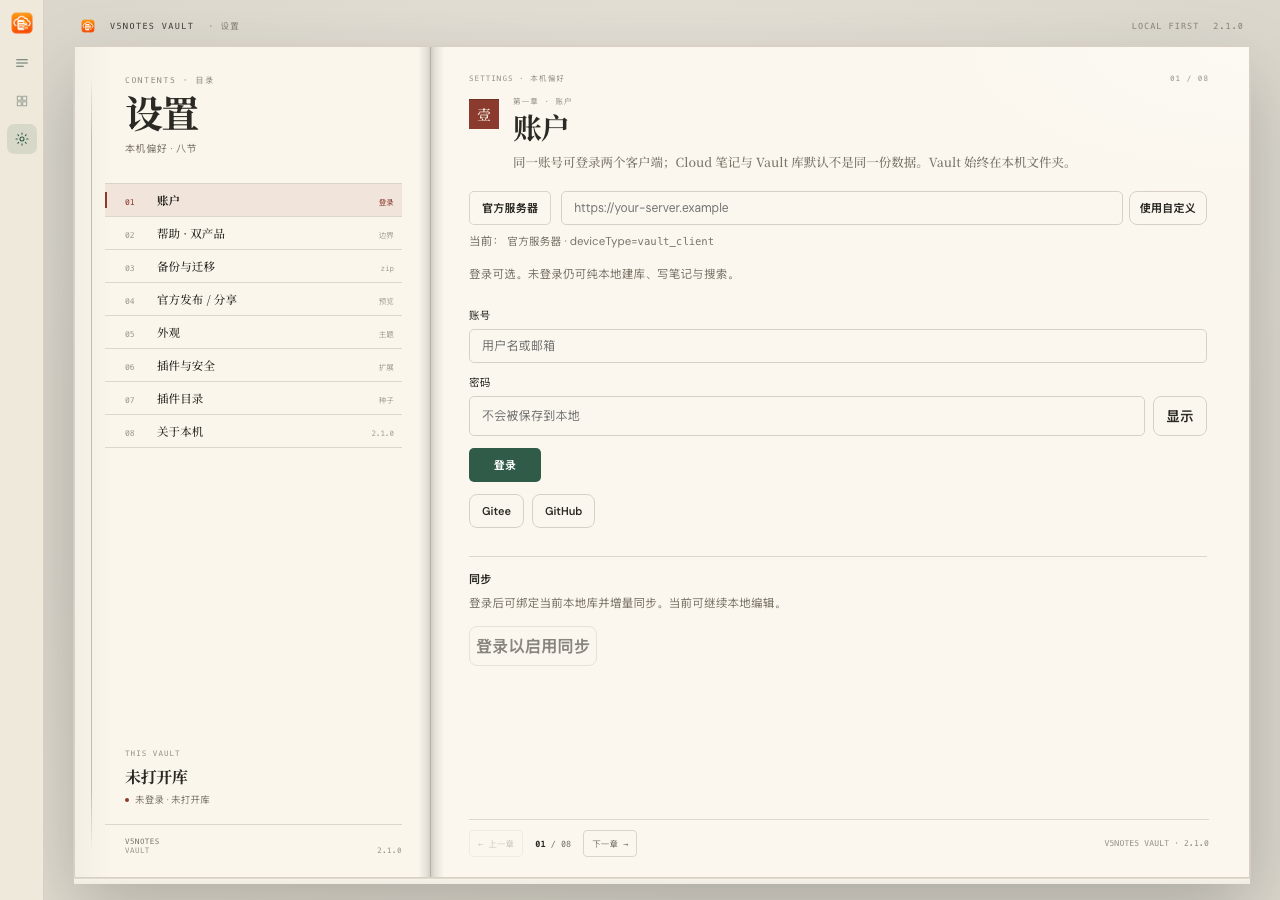 V5NOTES VAULT · 设置
LOCAL FIRST 2.1.0
CONTENTS · 目录
设置
本机偏好 · 八节
01 账户 登录
02 帮助 · 双产品 边界
03 备份与迁移 zip
04 官方发布 / 分享 预览
05 外观 主题
06 插件与安全 扩展
07 插件目录 种子
08 关于本机 2.1.0
THIS VAULT
未打开库
未登录 · 未打开库
V5NOTES
VAULT
2.1.0
SETTINGS · 本机偏好
01 / 08
壹
第一章 · 账户
账户
同一账号可登录两个客户端；Cloud 笔记与 Vault 库默认不是同一份数据。Vault 始终在本机文件夹。
官方服务器 https://your-server.example 使用自定义
当前： 官方服务器 · deviceType=vault_client
登录可选。未登录仍可纯本地建库、写笔记与搜索。
账号
用户名或邮箱
密码
不会被保存到本地 显示
登录
Gitee GitHub
同步
登录后可绑定当前本地库并增量同步。当前可继续本地编辑。
登录以启用同步
← 上一章 01 / 08 下一章 →
V5NOTES VAULT · 2.1.0